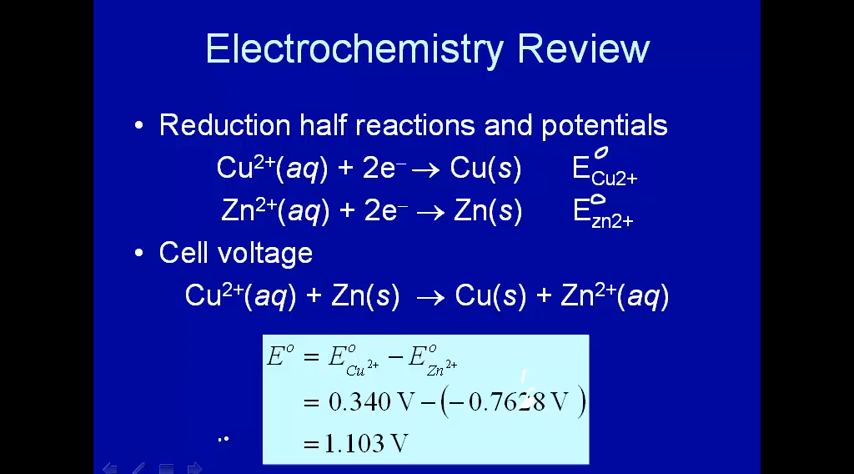 Electrochemistry Review
• Reduction half reactions and potentials
Cu²⁺(aq) + 2e⁻ → Cu(s) E°Cu2+
Zn²⁺(aq) + 2e⁻ → Zn(s) E°zn2+
• Cell voltage
Cu²⁺(aq) + Zn(s) → Cu(s) + Zn²⁺(aq)
E° = E°Cu²⁺ − E°Zn²⁺
= 0.340 V − (− 0.7628 V)
= 1.103 V